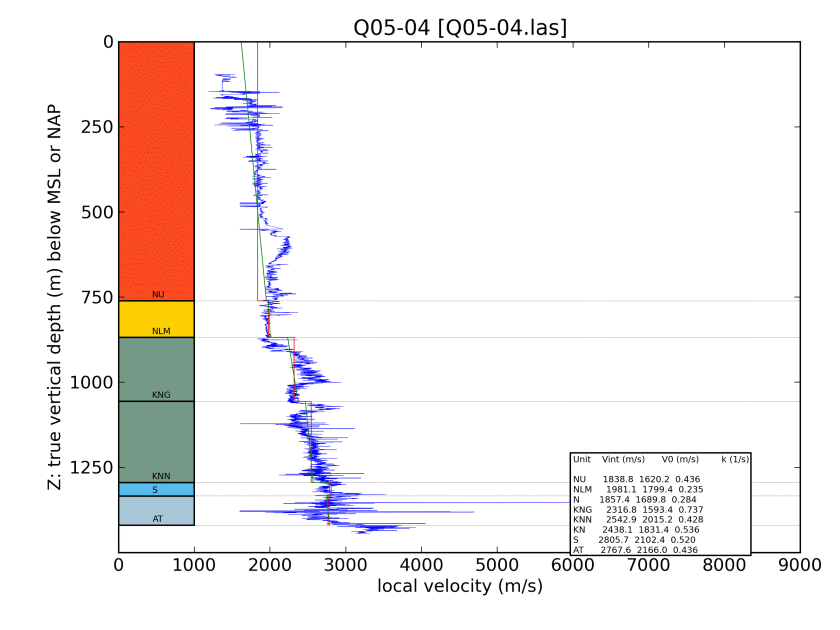 Q05-04 [Q05-04.las]
Z: true vertical depth (m) below MSL or NAP
0
250
500
750
1000
1250
NU
NLM
KNG
KNN
S
AT
Unit Vint (m/s) V0 (m/s) k (1/s)
NU 1838.8 1620.2 0.436
NLM 1981.1 1799.4 0.235
N 1857.4 1689.8 0.284
KNG 2316.8 1593.4 0.737
KNN 2542.9 2015.2 0.428
KN 2438.1 1831.4 0.536
S 2805.7 2102.4 0.520
AT 2767.6 2166.0 0.436
0 1000 2000 3000 4000 5000 6000 7000 8000 9000
local velocity (m/s)